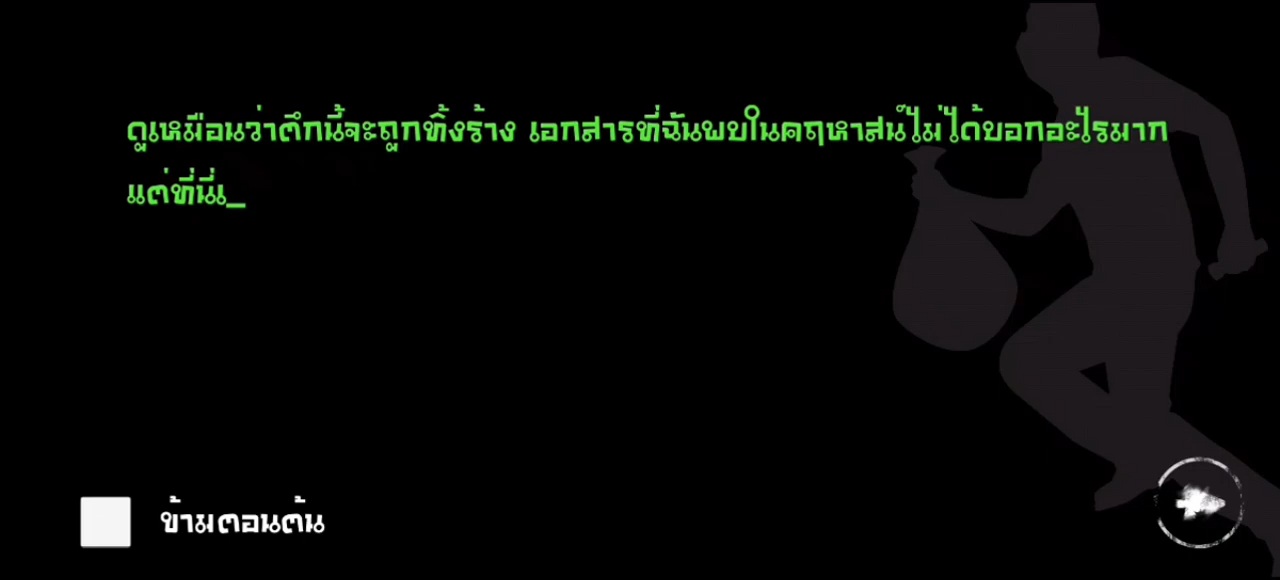 ดูเหมือนว่าตึกนี้จะถูกทิ้งร้าง เอกสารที่ฉันพบในคฤหาสน์ไม่ได้บอกอะไรมาก
แต่ที่นี่เ_
ข้ามตอนต้น